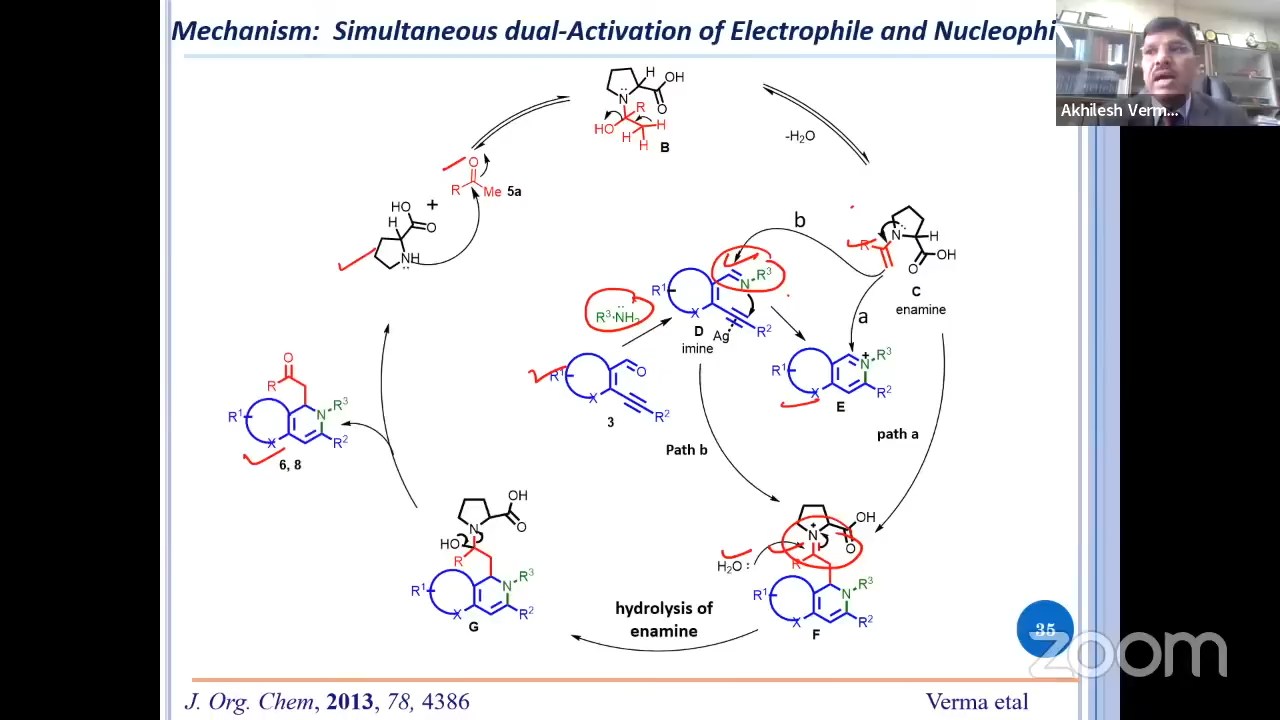 Mechanism: Simultaneous dual-Activation of Electrophile and Nucleophi
Akhilesh Verm...
H
OH
N
O
R
HO
H
H
H
B
-H₂O
O
R
Me
5a
HO
H
O
NH
+
b
R
N
H
OH
O
C
enamine
a
R³·NH₂
R¹
X
N
R³
Ag
R²
D
imine
R¹
O
X
R²
3
R¹
X
N
+
R³
R²
E
path a
Path b
O
R
R¹
N
R³
X
R²
6, 8
OH
O
N
HO
R
R¹
N
R³
X
R²
G
hydrolysis of
enamine
OH
O
N
+
R
H₂O :
R¹
N
R³
X
R²
F
35
zoom
J. Org. Chem, 2013, 78, 4386
Verma etal